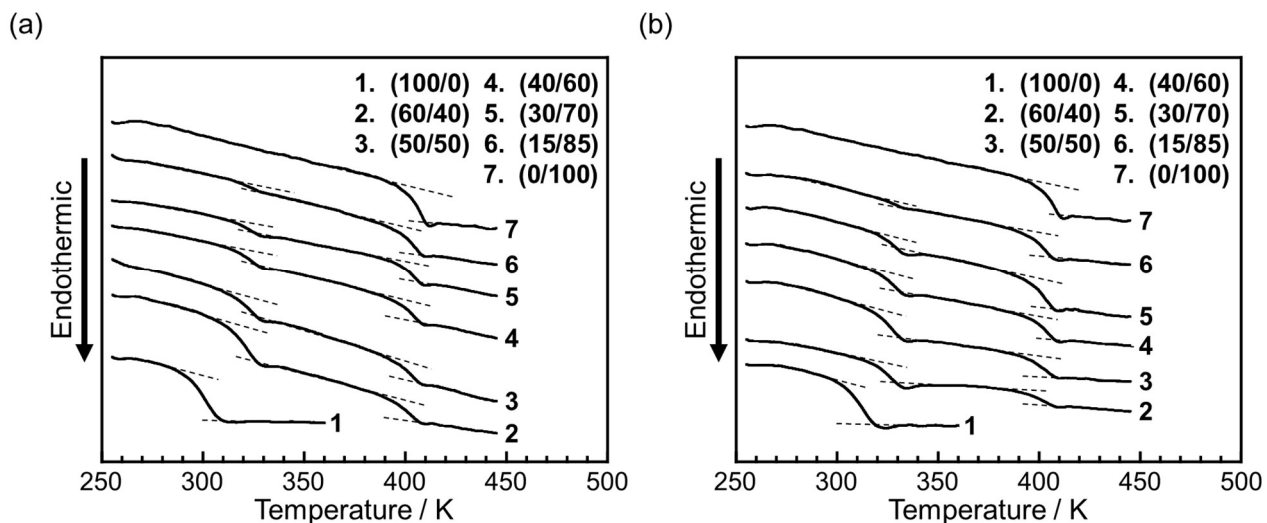 (a)
1. (100/0) 4. (40/60)
2. (60/40) 5. (30/70)
3. (50/50) 6. (15/85)
7. (0/100)
Endothermic
7
6
5
4
3
2
1
250 300 350 400 450 500
Temperature / K
(b)
1. (100/0) 4. (40/60)
2. (60/40) 5. (30/70)
3. (50/50) 6. (15/85)
7. (0/100)
Endothermic
7
6
5
4
3
2
1
250 300 350 400 450 500
Temperature / K